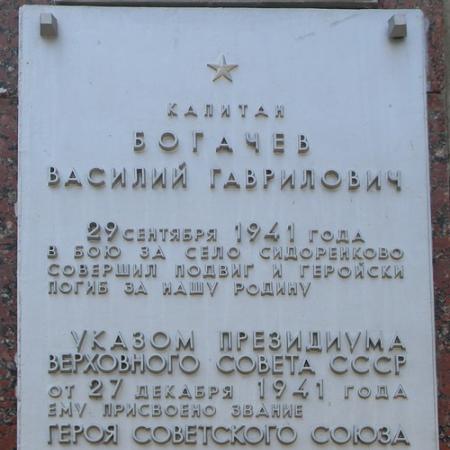 КАПИТАН
БОГАЧЕВ
ВАСИЛИЙ ГАВРИЛОВИЧ
29 СЕНТЯБРЯ 1941 ГОДА
В БОЮ ЗА СЕЛО СИДОРЕНКОВО
СОВЕРШИЛ ПОДВИГ И ГЕРОЙСКИ
ПОГИБ ЗА НАШУ РОДИНУ
УКАЗОМ ПРЕЗИДИУМА
ВЕРХОВНОГО СОВЕТА СССР
ОТ 27 ДЕКАБРЯ 1941 ГОДА
ЕМУ ПРИСВОЕНО ЗВАНИЕ
ГЕРОЯ СОВЕТСКОГО СОЮЗА